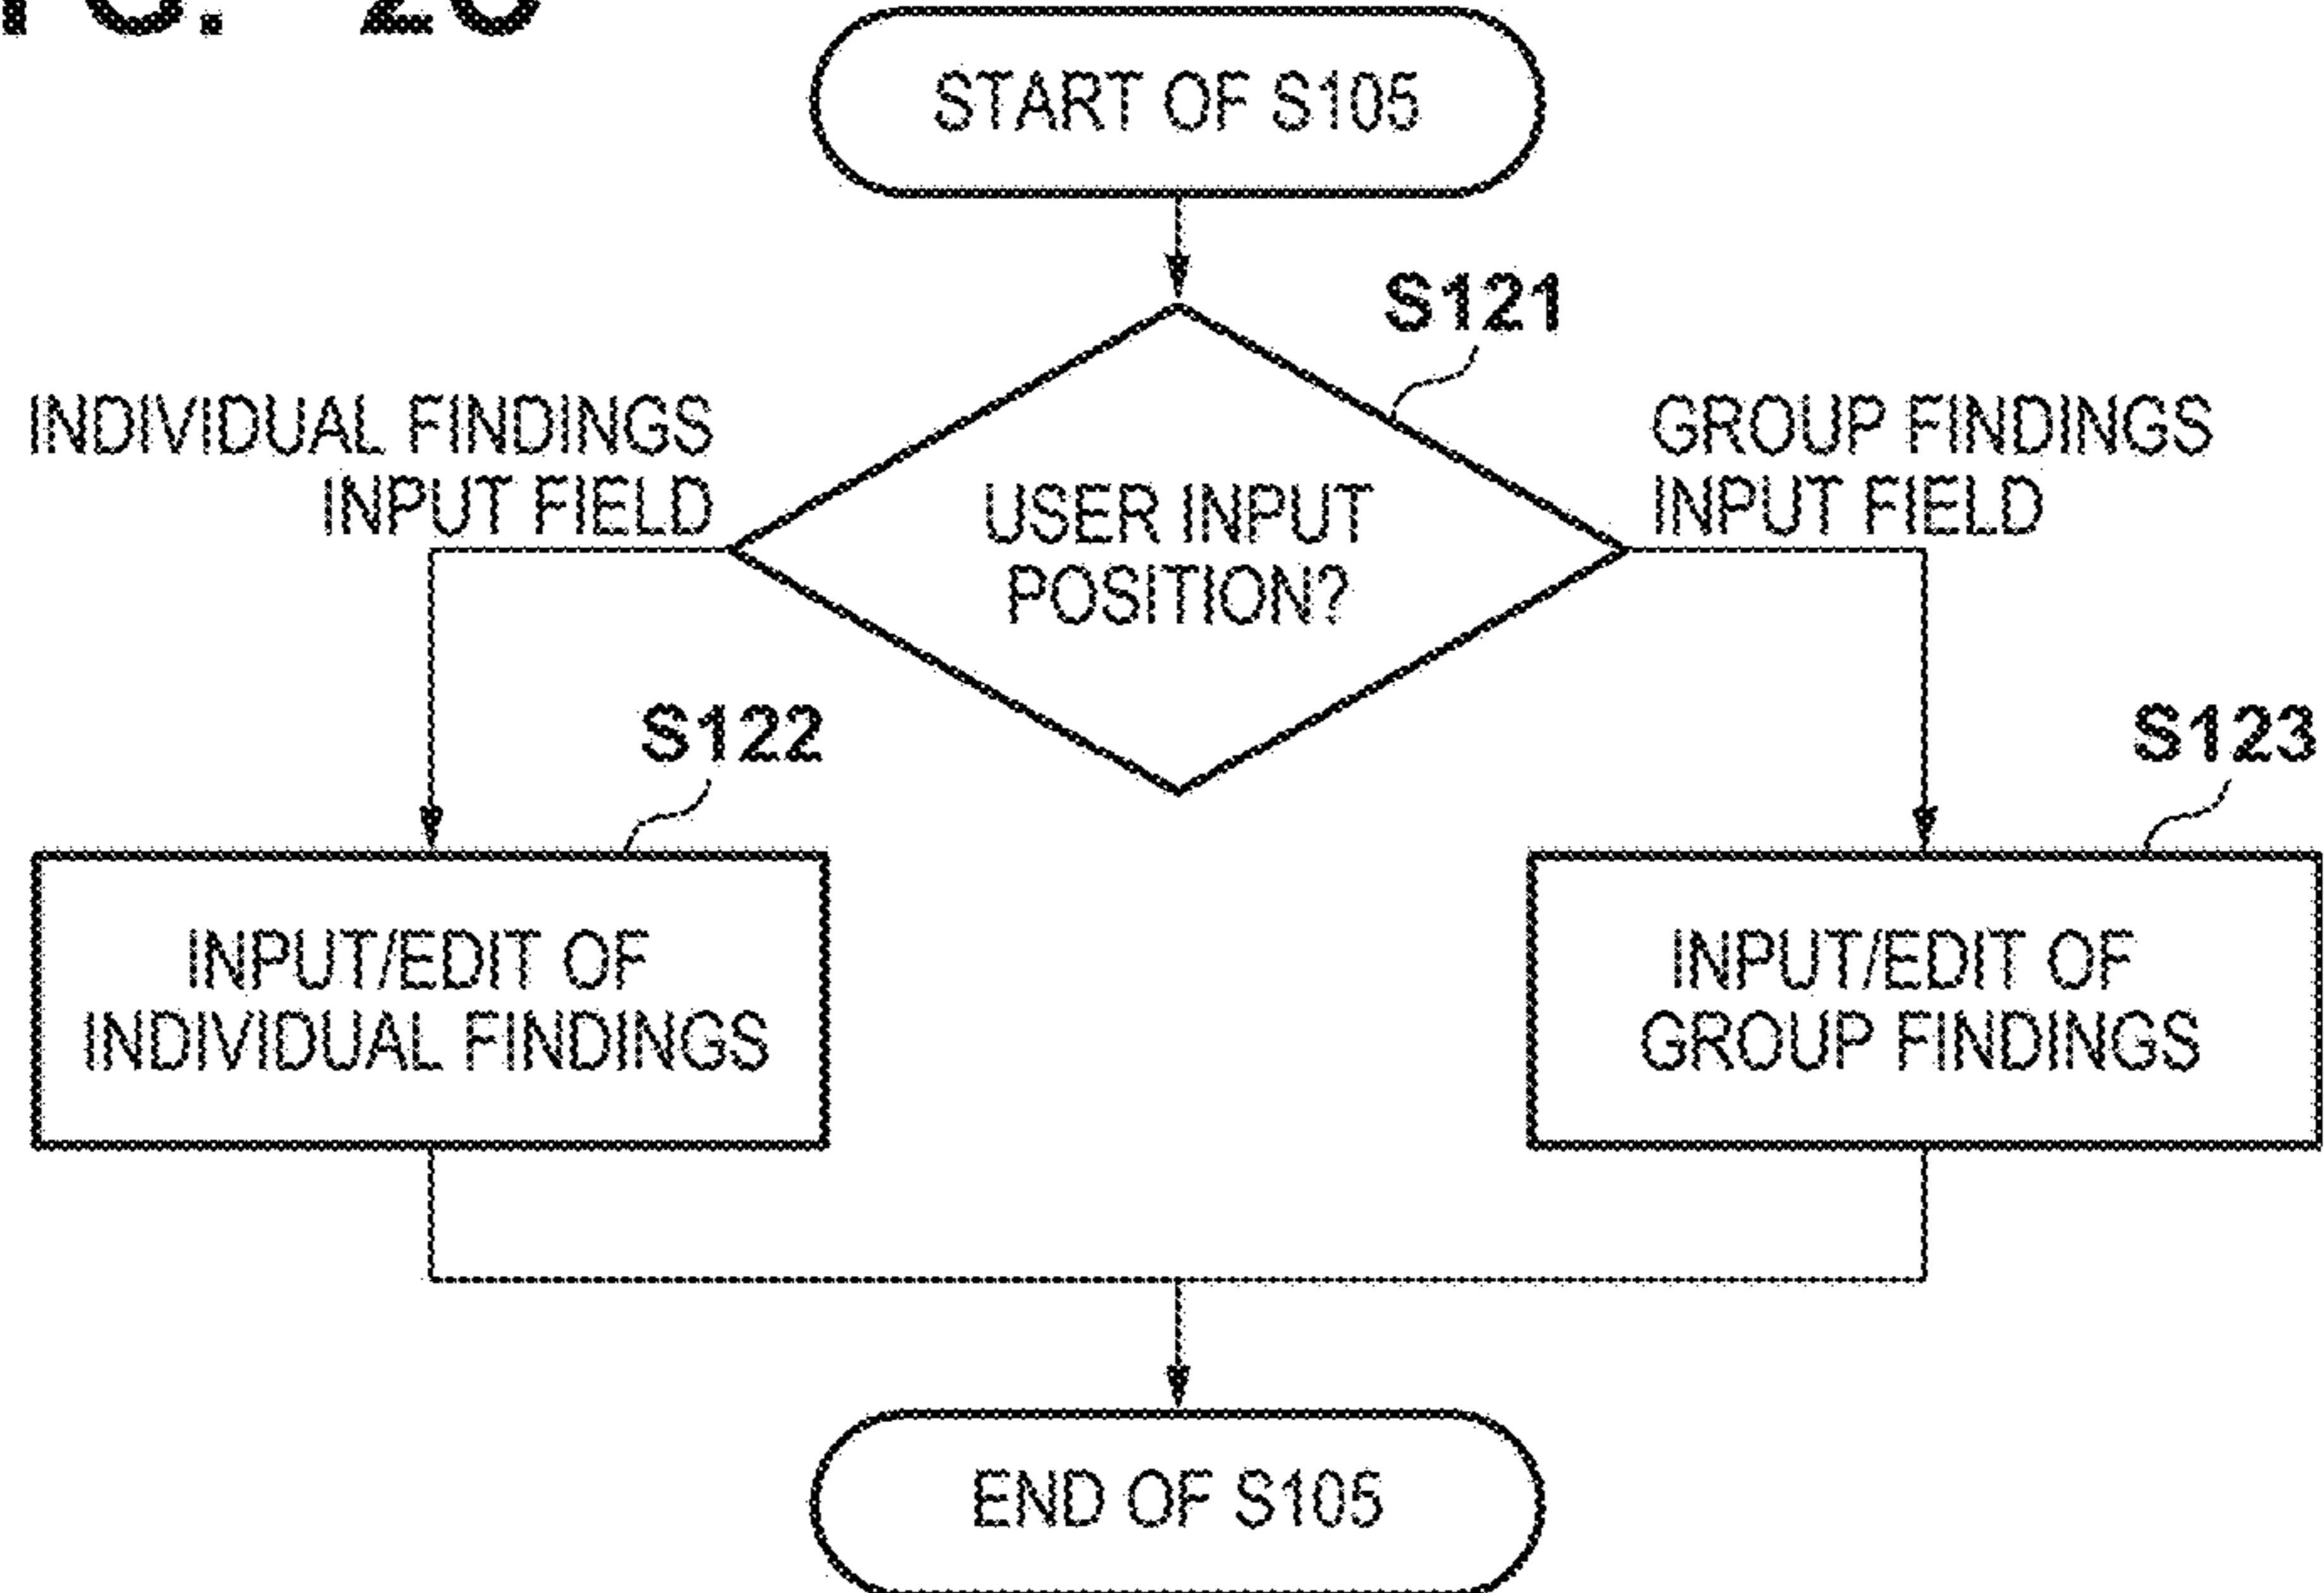 START OF S105
S121
INDIVIDUAL FINDINGS
INPUT FIELD
GROUP FINDINGS
INPUT FIELD
USER INPUT
POSITION?
S122
S123
INPUT/EDIT OF
INDIVIDUAL FINDINGS
INPUT/EDIT OF
GROUP FINDINGS
END OF S105